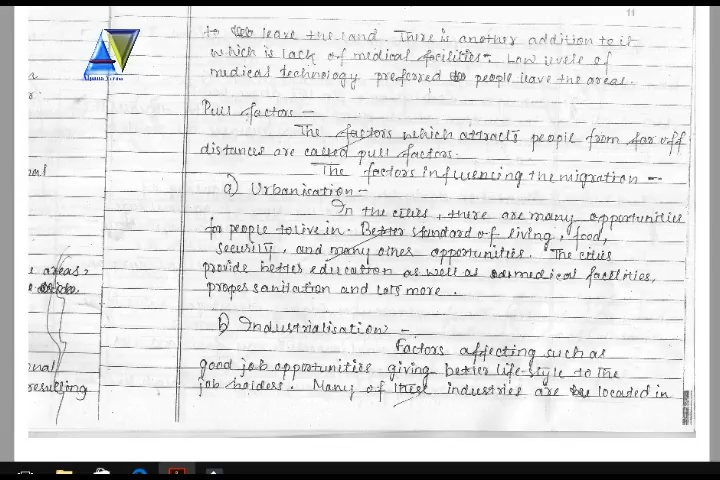 11
to leave the land. There is another addition to it
which is lack of medical facilities. Low levels of
medical technology preferred people leave the areas.
Pull factors -
The factors which attracts people from far off
distances are called pull factors.
The factors influencing the migration -
a) Urbanisation -
In the cities, there are many opportunities
for people to live in. Better standard of living, food,
security, and many other opportunities. The cities
provide better education as well as medical facilities,
proper sanitation and lots more.
b) Industrialisation -
Factors affecting such as
good job opportunities giving better life-style to the
job holders. Many of these industries are located in
areas,
resulting